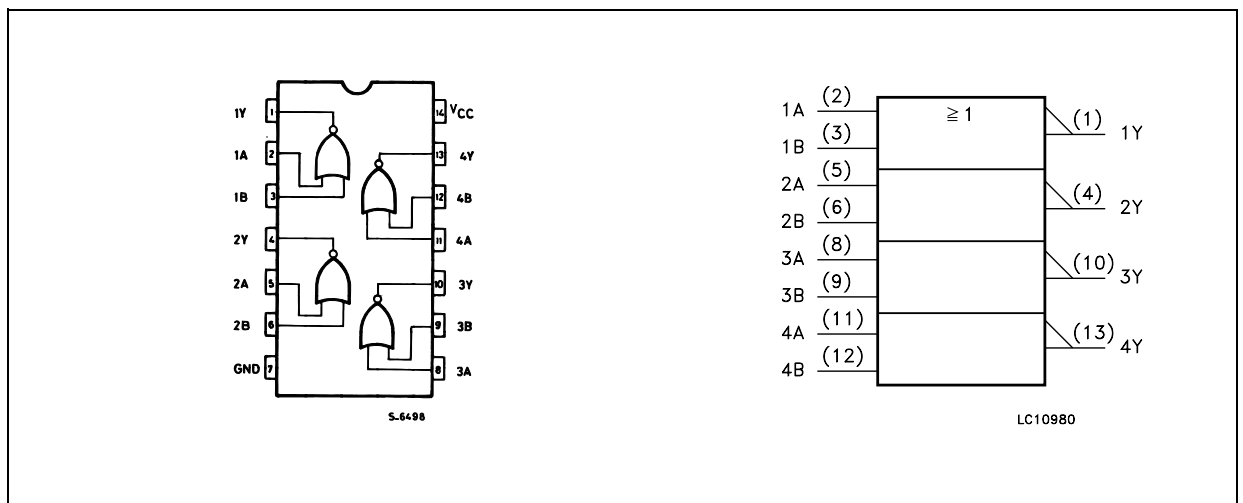 1Y 1 14 VCC
1A 2 13 4Y
1B 3 12 4B
2Y 4 11 4A
2A 5 10 3Y
2B 6 9 3B
GND 7 8 3A
S-6498
≧1
1A (2)
1B (3)
2A (5)
2B (6)
3A (8)
3B (9)
4A (11)
4B (12)
(1) 1Y
(4) 2Y
(10) 3Y
(13) 4Y
LC10980